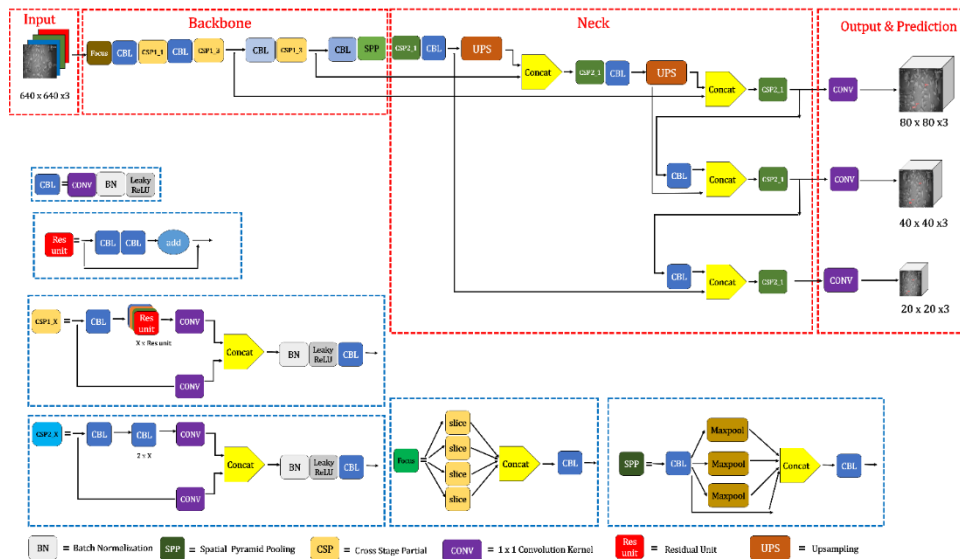 Input
Backbone
Neck
Output & Prediction
640 x 640 x3
Focus CBL CSP1_1 CBL CSP1_3 CBL CSP1_3 CBL SPP CSP2_1 CBL UPS
Concat
CSP2_1 CBL UPS
Concat
CSP2_1
CONV
80 x 80 x3
CBL
Concat
CSP2_1
CONV
40 x 40 x3
CBL
Concat
CSP2_1
CONV
20 x 20 x3
CBL = CONV BN Leaky
ReLU
Res
unit = CBL CBL add
CSP1_X = CBL Res
unit CONV
X x Res unit
Concat
BN Leaky
ReLU CBL
CONV
CSP2_X = CBL CBL CONV
Concat
BN Leaky
ReLU CBL
CONV
Focus =
slice
slice
slice
slice
Concat
CBL
SPP = CBL
Maxpool
Maxpool
Maxpool
Concat
CBL
BN = Batch Normalization
SPP = Spatial Pyramid Pooling
CSP = Cross Stage Partial
CONV = 1 x 1 Convolution Kernel
Res
unit = Residual Unit
UPS = Upsampling